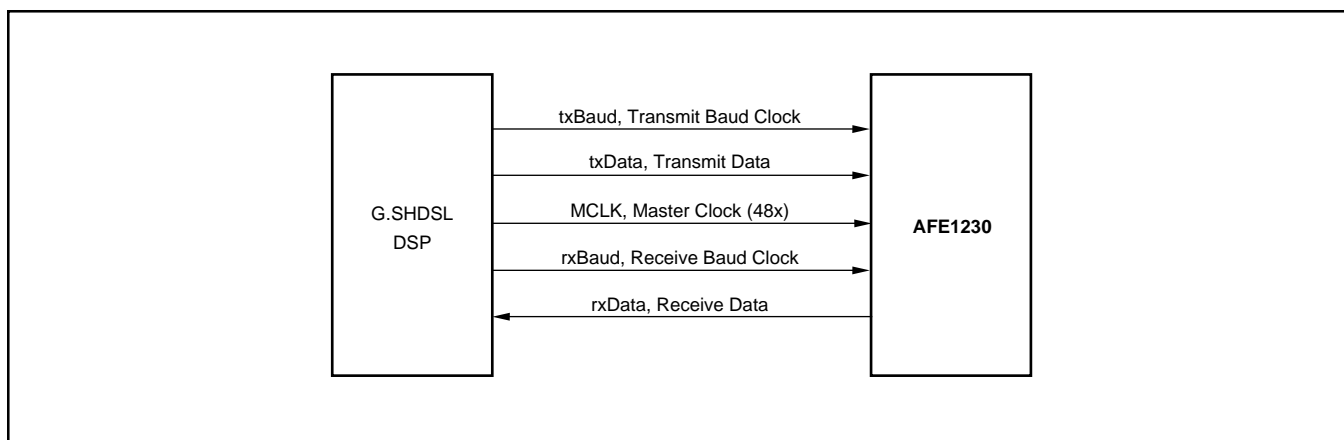 txBaud, Transmit Baud Clock
txData, Transmit Data
MCLK, Master Clock (48x)
rxBaud, Receive Baud Clock
rxData, Receive Data
G.SHDSL
DSP
AFE1230